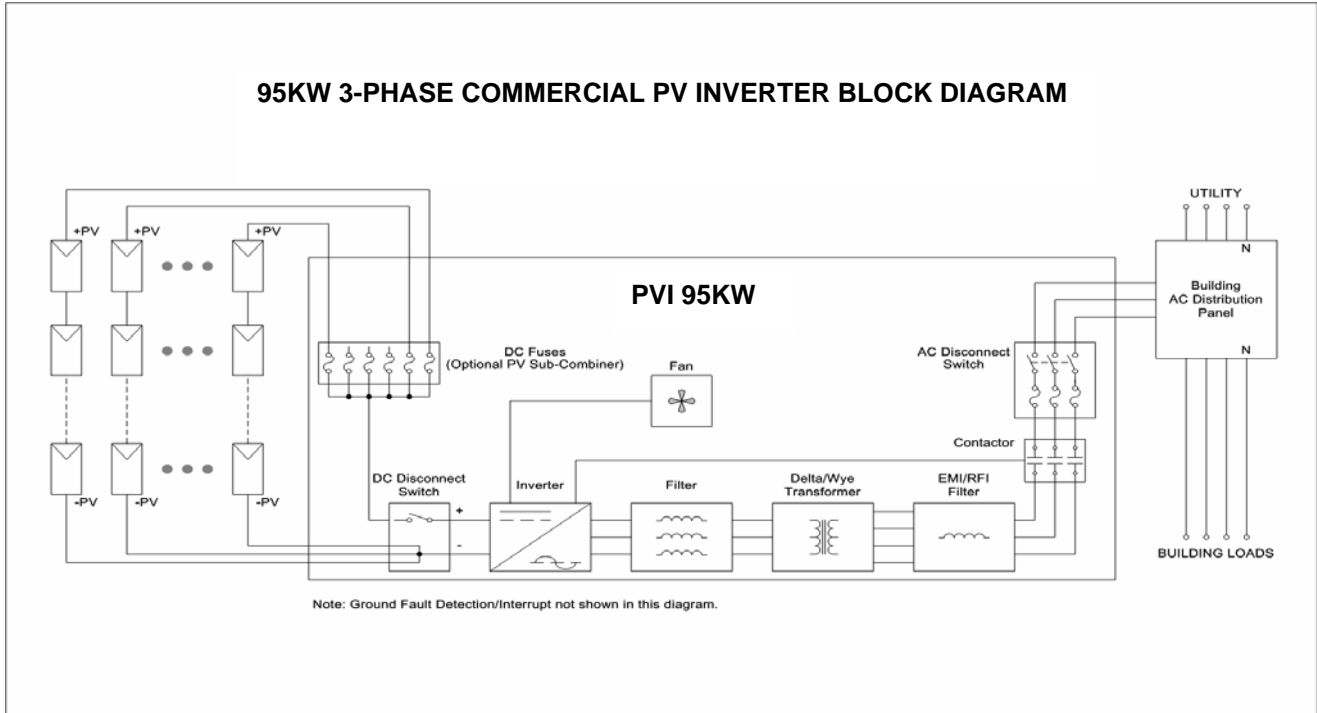 95KW 3-PHASE COMMERCIAL PV INVERTER BLOCK DIAGRAM
UTILITY
+PV
+PV
+PV
N
Building
AC Distribution
Panel
N
PVI 95KW
DC Fuses
(Optional PV Sub-Combiner)
Fan
AC Disconnect
Switch
Contactor
DC Disconnect
Switch
+
-
Inverter
Filter
Delta/Wye
Transformer
EMI/RFI
Filter
-PV
-PV
-PV
BUILDING LOADS
Note: Ground Fault Detection/Interrupt not shown in this diagram.